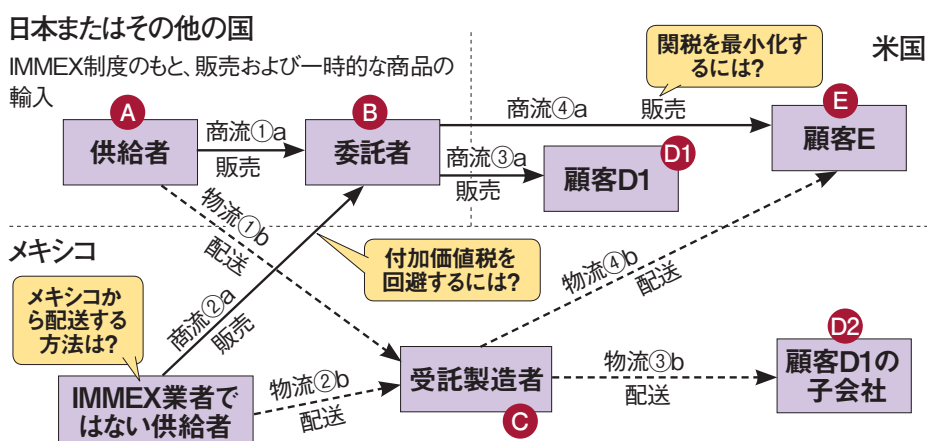 日本またはその他の国
IMMEX制度のもと、販売および一時的な商品の
輸入
関税を最小化す
るには?
米国
A
供給者
商流①a
販売
B
委託者
商流④a
販売
E
顧客E
商流③a
販売
D1
顧客D1
物流①b
配送
メキシコ
メキシコか
ら配送する
方法は?
商流②a
販売
付加価値税を
回避するには?
物流④b
配送
IMMEX業者で
はない供給者
物流②b
配送
受託製造者
C
物流③b
配送
D2
顧客D1の
子会社